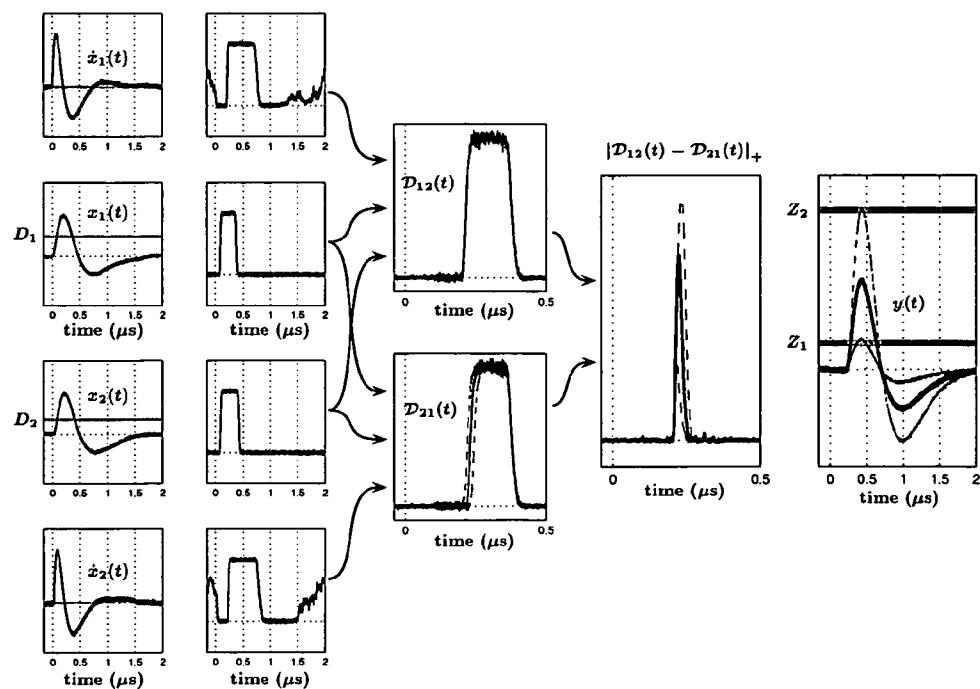 ẋ₁(t)
0 0.5 1 1.5 2
time (μs)
0 0.5 1 1.5 2
D₁
x₁(t)
0 0.5 1 1.5 2
time (μs)
0 0.5 1 1.5 2
time (μs)
D₂
x₂(t)
0 0.5 1 1.5 2
0 0.5 1 1.5 2
ẋ₂(t)
0 0.5 1 1.5 2
time (μs)
0 0.5 1 1.5 2
time (μs)
𝒟₁₂(t)
0 0.5
𝒟₂₁(t)
0 0.5
time (μs)
|𝒟₁₂(t) − 𝒟₂₁(t)|₊
0 0.5
time (μs)
Z₂
y(t)
Z₁
0 0.5 1 1.5 2
time (μs)